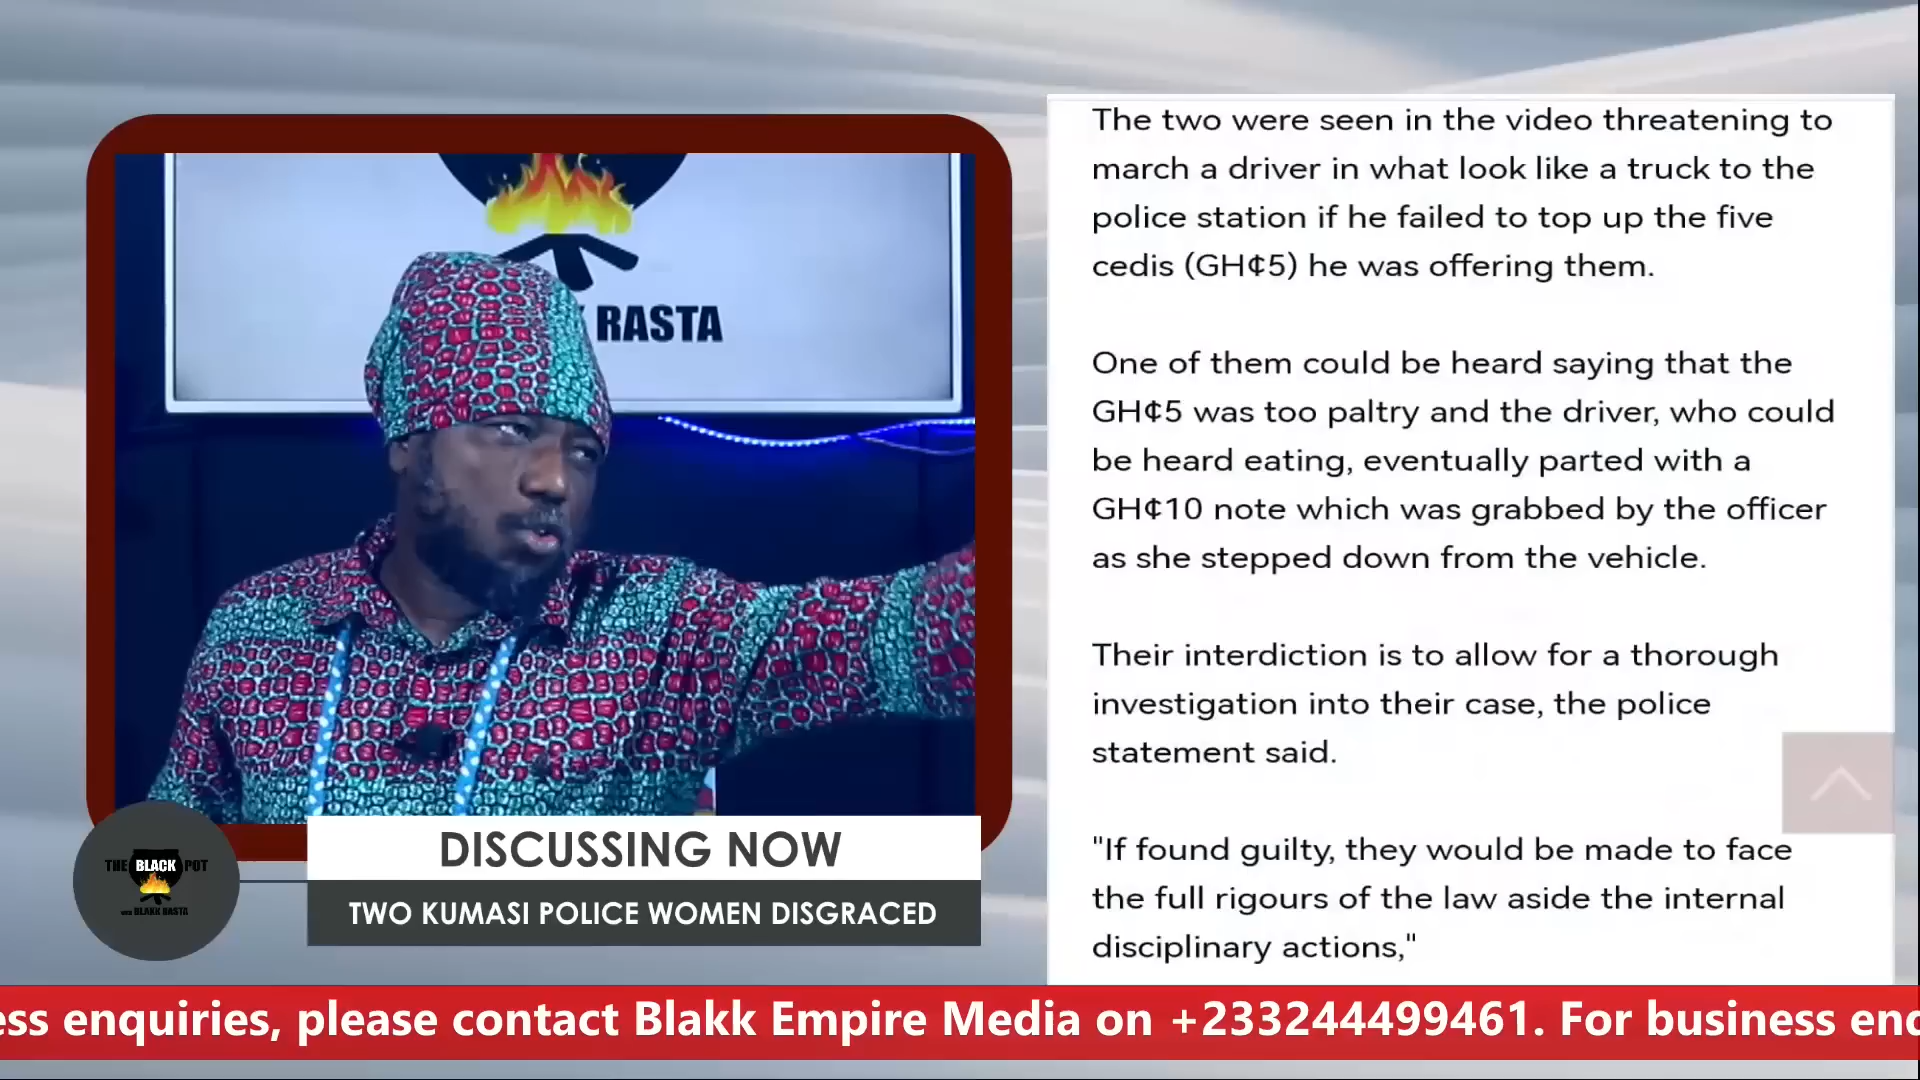 The two were seen in the video threatening to
march a driver in what look like a truck to the
police station if he failed to top up the five
cedis (GH¢5) he was offering them.
One of them could be heard saying that the
GH¢5 was too paltry and the driver, who could
be heard eating, eventually parted with a
GH¢10 note which was grabbed by the officer
as she stepped down from the vehicle.
Their interdiction is to allow for a thorough
investigation into their case, the police
statement said.
"If found guilty, they would be made to face
the full rigours of the law aside the internal
disciplinary actions,"
RASTA
THE BLACK POT
WITH BLAKK RASTA
DISCUSSING NOW
TWO KUMASI POLICE WOMEN DISGRACED
ess enquiries, please contact Blakk Empire Media on +233244499461. For business enq